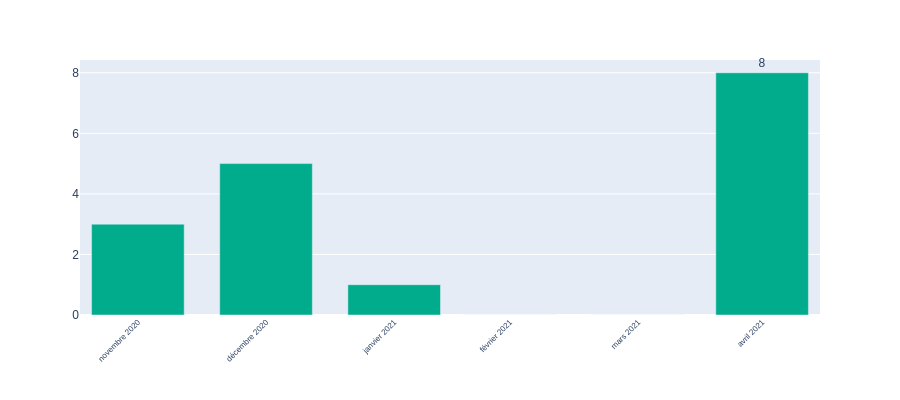 8
8
6
4
2
0
novembre 2020
décembre 2020
janvier 2021
février 2021
mars 2021
avril 2021